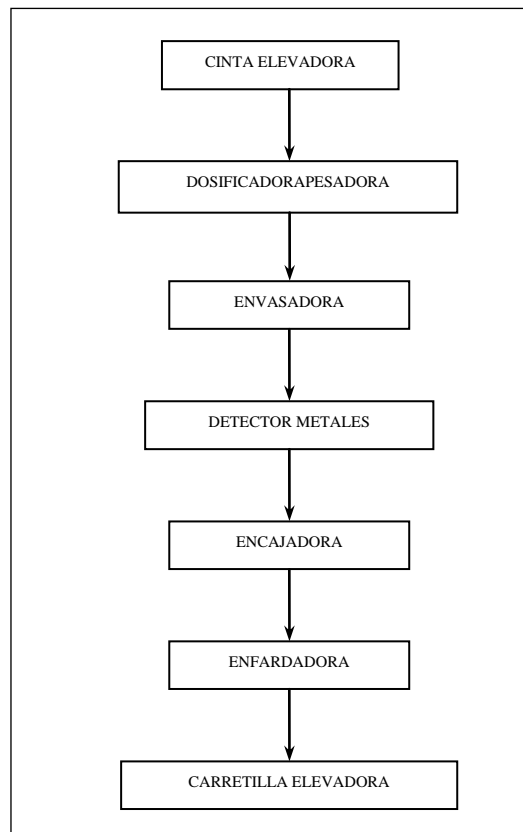 CINTA ELEVADORA
DOSIFICADORAPESADORA
ENVASADORA
DETECTOR METALES
ENCAJADORA
ENFARDADORA
CARRETILLA ELEVADORA